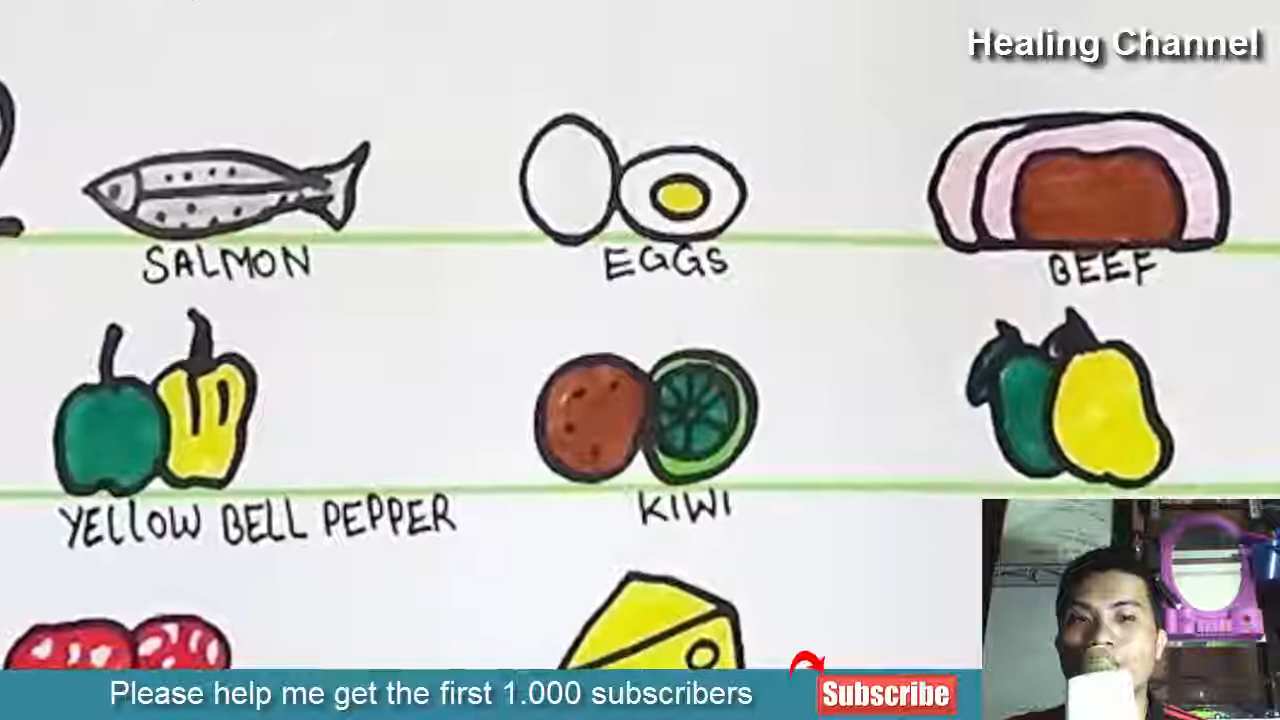 Healing Channel
SALMON
EGGS
BEEF
YELLOW BELL PEPPER
KIWI
Please help me get the first 1.000 subscribers
Subscribe